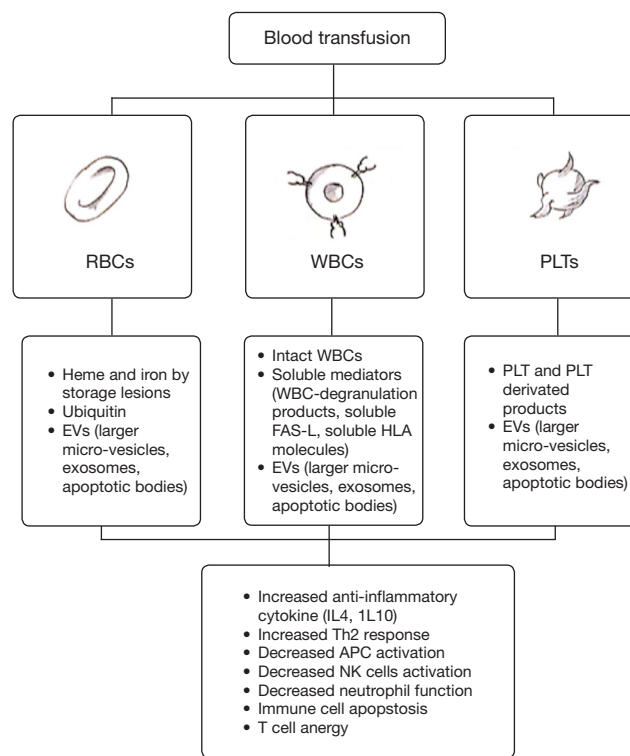 Blood transfusion
RBCs
WBCs
PLTs
• Heme and iron by
storage lesions
• Ubiquitin
• EVs (larger
micro-vesicles,
exosomes,
apoptotic bodies)
• Intact WBCs
• Soluble mediators
(WBC-degranulation
products, soluble
FAS-L, soluble HLA
molecules)
• EVs (larger micro-
vesicles, exosomes,
apoptotic bodies)
• PLT and PLT
derivated
products
• EVs (larger
micro-vesicles,
exosomes,
apoptotic bodies)
• Increased anti-inflammatory
cytokine (IL4, 1L10)
• Increased Th2 response
• Decreased APC activation
• Decreased NK cells activation
• Decreased neutrophil function
• Immune cell apopstosis
• T cell anergy